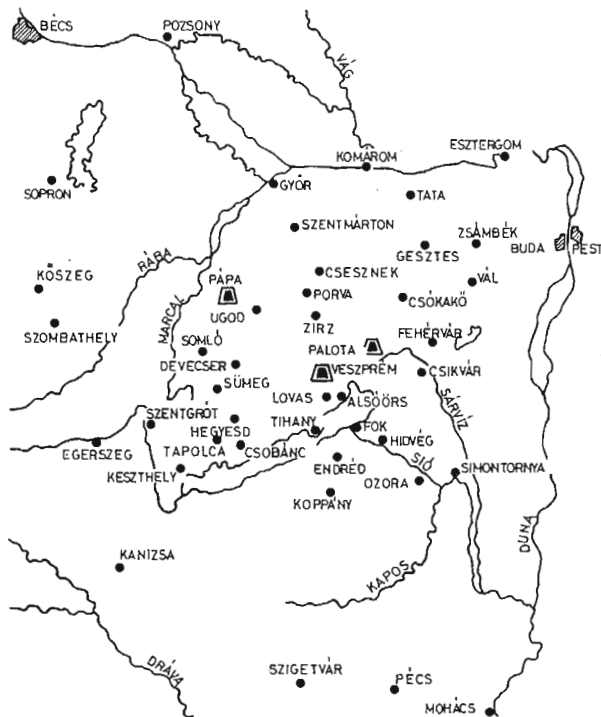 BÉCS
POZSONY
VÁG
ESZTERGOM
KOMÁROM
SOPRON
GYŐR
TATA
SZENTMÁRTON
ZSÁMBÉK
GESZTES
BUDA
PEST
RÁBA
KŐSZEG
CSESZNEK
VÁL
PÁPA
PORVA
CSÓKAKŐ
MARCAL
UGOD
ZIRZ
SZOMBATHELY
SOMLÓ
FEHÉRVÁR
PALOTA
DEVECSER
VESZPRÉM
CSIKVÁR
SÜMEG
LOVAS
ALSÓÖRS
SÁRVÍZ
SZENTGRÓT
TIHANY
FOK
HEGYESD
HIDVÉG
EGERSZEG
TAPOLCA
CSOBÁNC
ENDRÉD
SIÓ
SIMONTORNYA
KESZTHELY
OZORA
KOPPÁNY
DUNA
KANIZSA
KAPOS
DRÁVA
SZIGETVÁR
PÉCS
MOHÁCS